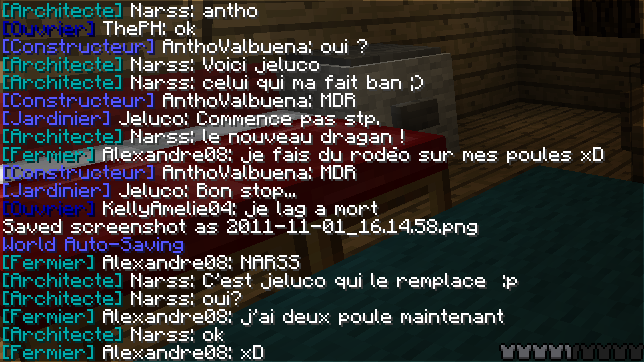 [Architecte] Narss: antho
[Ouvrier] ThePH: ok
[Constructeur] AnthoValbuena: oui ?
[Architecte] Narss: Voici jeluco
[Architecte] Narss: celui qui ma fait ban ;)
[Constructeur] AnthoValbuena: MDR
[Jardinier] Jeluco: Commence pas stp.
[Architecte] Narss: le nouveau dragan !
[Fermier] Alexandre08: je fais du rodéo sur mes poules xD
[Constructeur] AnthoValbuena: MDR
[Jardinier] Jeluco: Bon stop...
[Ouvrier] KellyAmelie04: je lag a mort
Saved screenshot as 2011-11-01_16.14.58.png
World Auto-Saving
[Fermier] Alexandre08: NARSS
[Architecte] Narss: C'est jeluco qui le remplace :p
[Architecte] Narss: oui?
[Fermier] Alexandre08: j'ai deux poule maintenant
[Architecte] Narss: ok
[Fermier] Alexandre08: xD